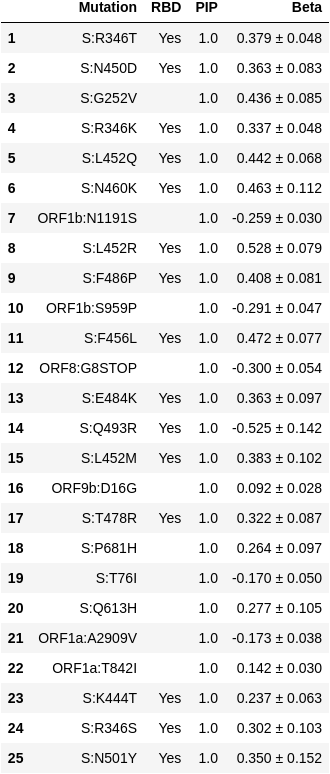 Mutation RBD PIP Beta
1 S:R346T Yes 1.0 0.379 ± 0.048
2 S:N450D Yes 1.0 0.363 ± 0.083
3 S:G252V 1.0 0.436 ± 0.085
4 S:R346K Yes 1.0 0.337 ± 0.048
5 S:L452Q Yes 1.0 0.442 ± 0.068
6 S:N460K Yes 1.0 0.463 ± 0.112
7 ORF1b:N1191S 1.0 -0.259 ± 0.030
8 S:L452R Yes 1.0 0.528 ± 0.079
9 S:F486P Yes 1.0 0.408 ± 0.081
10 ORF1b:S959P 1.0 -0.291 ± 0.047
11 S:F456L Yes 1.0 0.472 ± 0.077
12 ORF8:G8STOP 1.0 -0.300 ± 0.054
13 S:E484K Yes 1.0 0.363 ± 0.097
14 S:Q493R Yes 1.0 -0.525 ± 0.142
15 S:L452M Yes 1.0 0.383 ± 0.102
16 ORF9b:D16G 1.0 0.092 ± 0.028
17 S:T478R Yes 1.0 0.322 ± 0.087
18 S:P681H 1.0 0.264 ± 0.097
19 S:T76I 1.0 -0.170 ± 0.050
20 S:Q613H 1.0 0.277 ± 0.105
21 ORF1a:A2909V 1.0 -0.173 ± 0.038
22 ORF1a:T842I 1.0 0.142 ± 0.030
23 S:K444T Yes 1.0 0.237 ± 0.063
24 S:R346S Yes 1.0 0.302 ± 0.103
25 S:N501Y Yes 1.0 0.350 ± 0.152